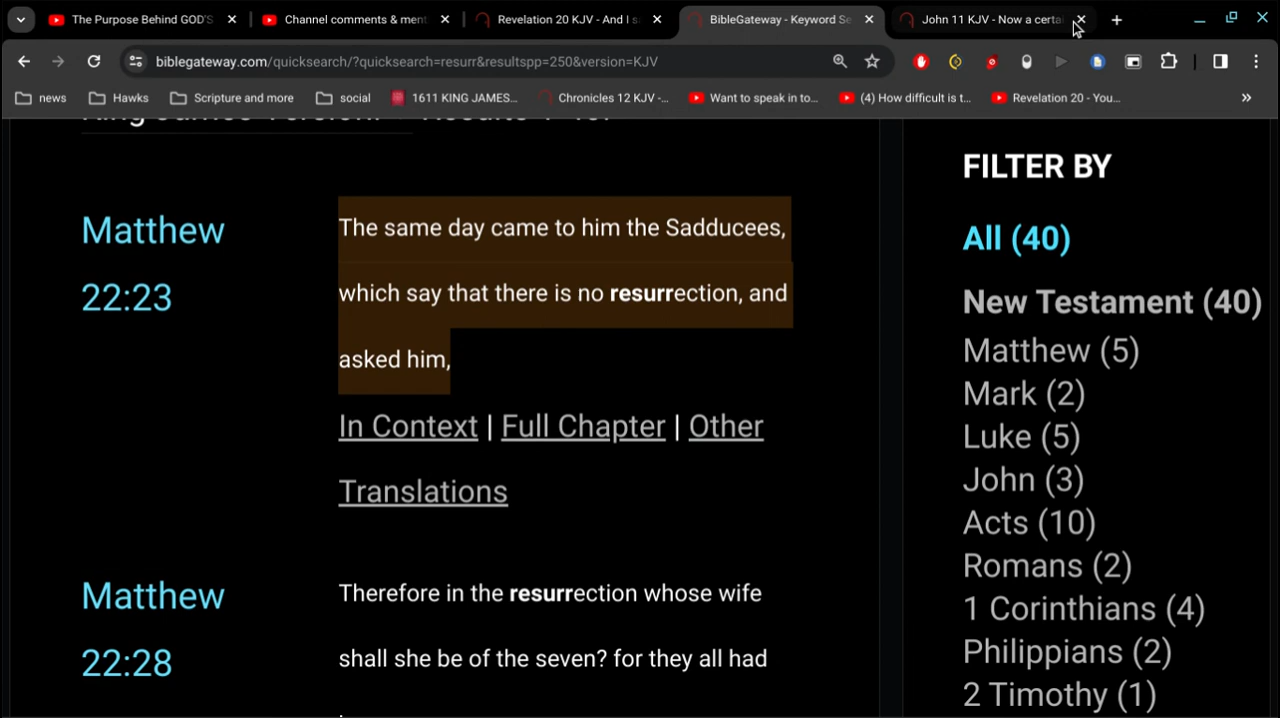 The Purpose Behind GOD'S
Channel comments & ment
Revelation 20 KJV - And I s
BibleGateway - Keyword Se
John 11 KJV - Now a certai
biblegateway.com/quicksearch/?quicksearch=resurr&resultspp=250&version=KJV
news
Hawks
Scripture and more
social
1611 KING JAMES...
Chronicles 12 KJV -...
Want to speak in to...
(4) How difficult is t...
Revelation 20 - You...
»
Matthew
22:23
The same day came to him the Sadducees,
which say that there is no resurrection, and
asked him,
In Context | Full Chapter | Other
Translations
Matthew
22:28
Therefore in the resurrection whose wife
shall she be of the seven? for they all had
FILTER BY
All (40)
New Testament (40)
Matthew (5)
Mark (2)
Luke (5)
John (3)
Acts (10)
Romans (2)
1 Corinthians (4)
Philippians (2)
2 Timothy (1)